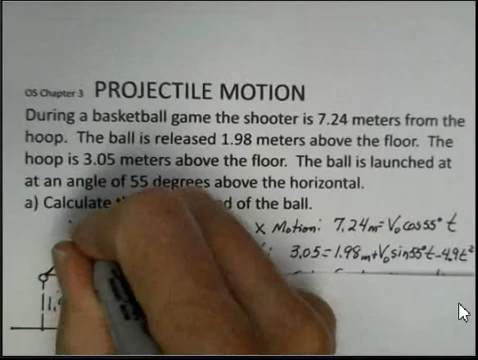 OS Chapter 3 PROJECTILE MOTION
During a basketball game the shooter is 7.24 meters from the
hoop. The ball is released 1.98 meters above the floor. The
hoop is 3.05 meters above the floor. The ball is launched at
at an angle of 55 degrees above the horizontal.
a) Calculate d of the ball.
X Motion: 7.24m=V₀cos55° t
: 3.05=1.98m+V₀sin55°t-4.9t²